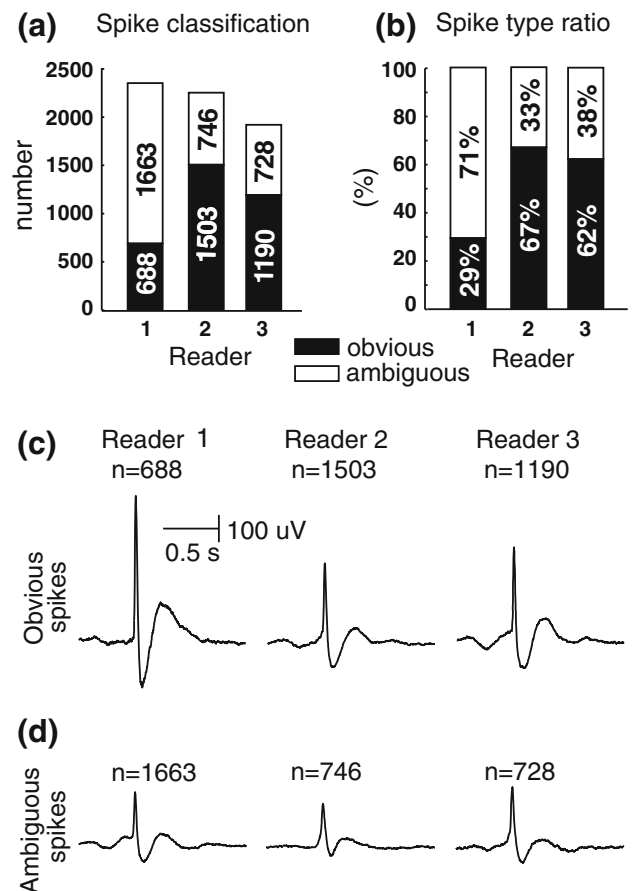 (a) Spike classification
number
2500
2000
1500
1000
500
0
1663
688
746
1503
728
1190
1 2 3
Reader
(b) Spike type ratio
(%)
100
80
60
40
20
0
71%
29%
33%
67%
38%
62%
1 2 3
Reader
obvious
ambiguous
(c)
Reader 1
n=688
Reader 2
n=1503
Reader 3
n=1190
100 uV
0.5 s
Obvious
spikes
(d)
n=1663
n=746
n=728
Ambiguous
spikes